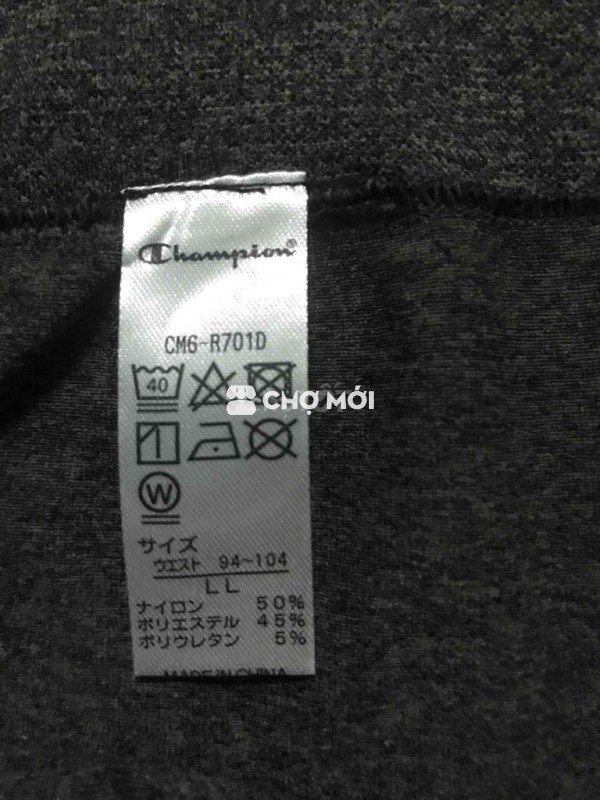 Champion®
CM6-R701D
40
CHỢ MỚI
W
サイズ
ウエスト 94~104
LL
ナイロン 50%
ポリエステル 45%
ポリウレタン 5%
MADE IN CHINA